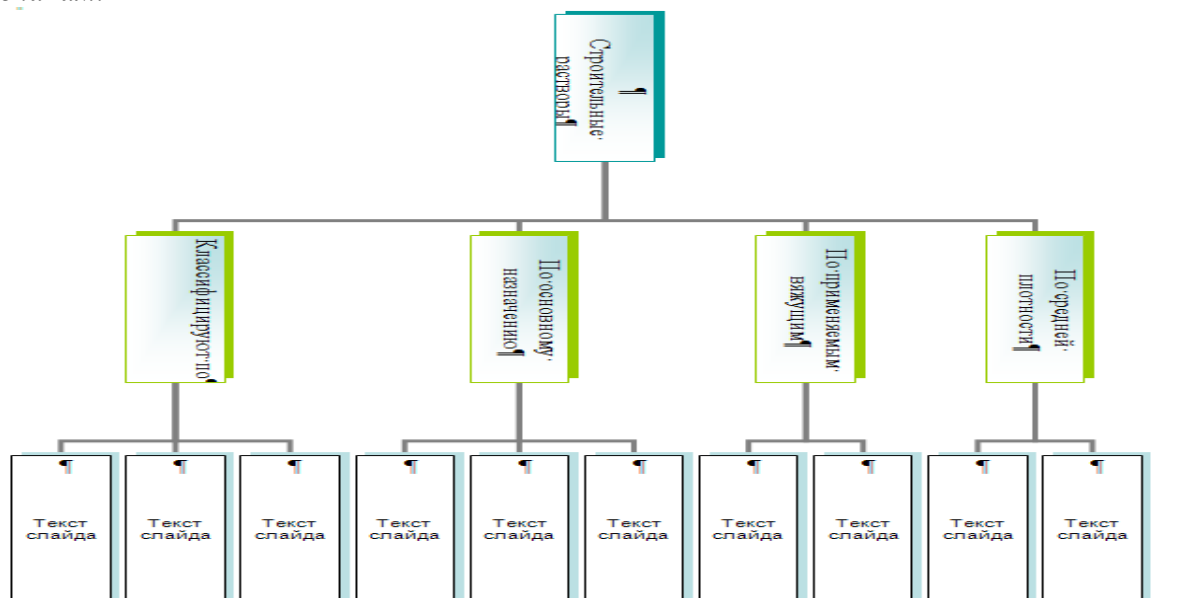 Строительные
растворы
Классифицируют по
По основному
назначению
По применяемым
вяжущим
По средней
плотности
Текст
слайда
Текст
слайда
Текст
слайда
Текст
слайда
Текст
слайда
Текст
слайда
Текст
слайда
Текст
слайда
Текст
слайда
Текст
слайда